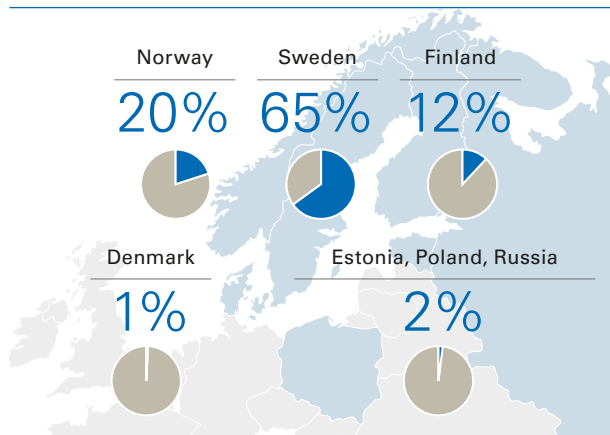 Norway
Sweden
Finland
20%
65%
12%
Denmark
Estonia, Poland, Russia
1%
2%